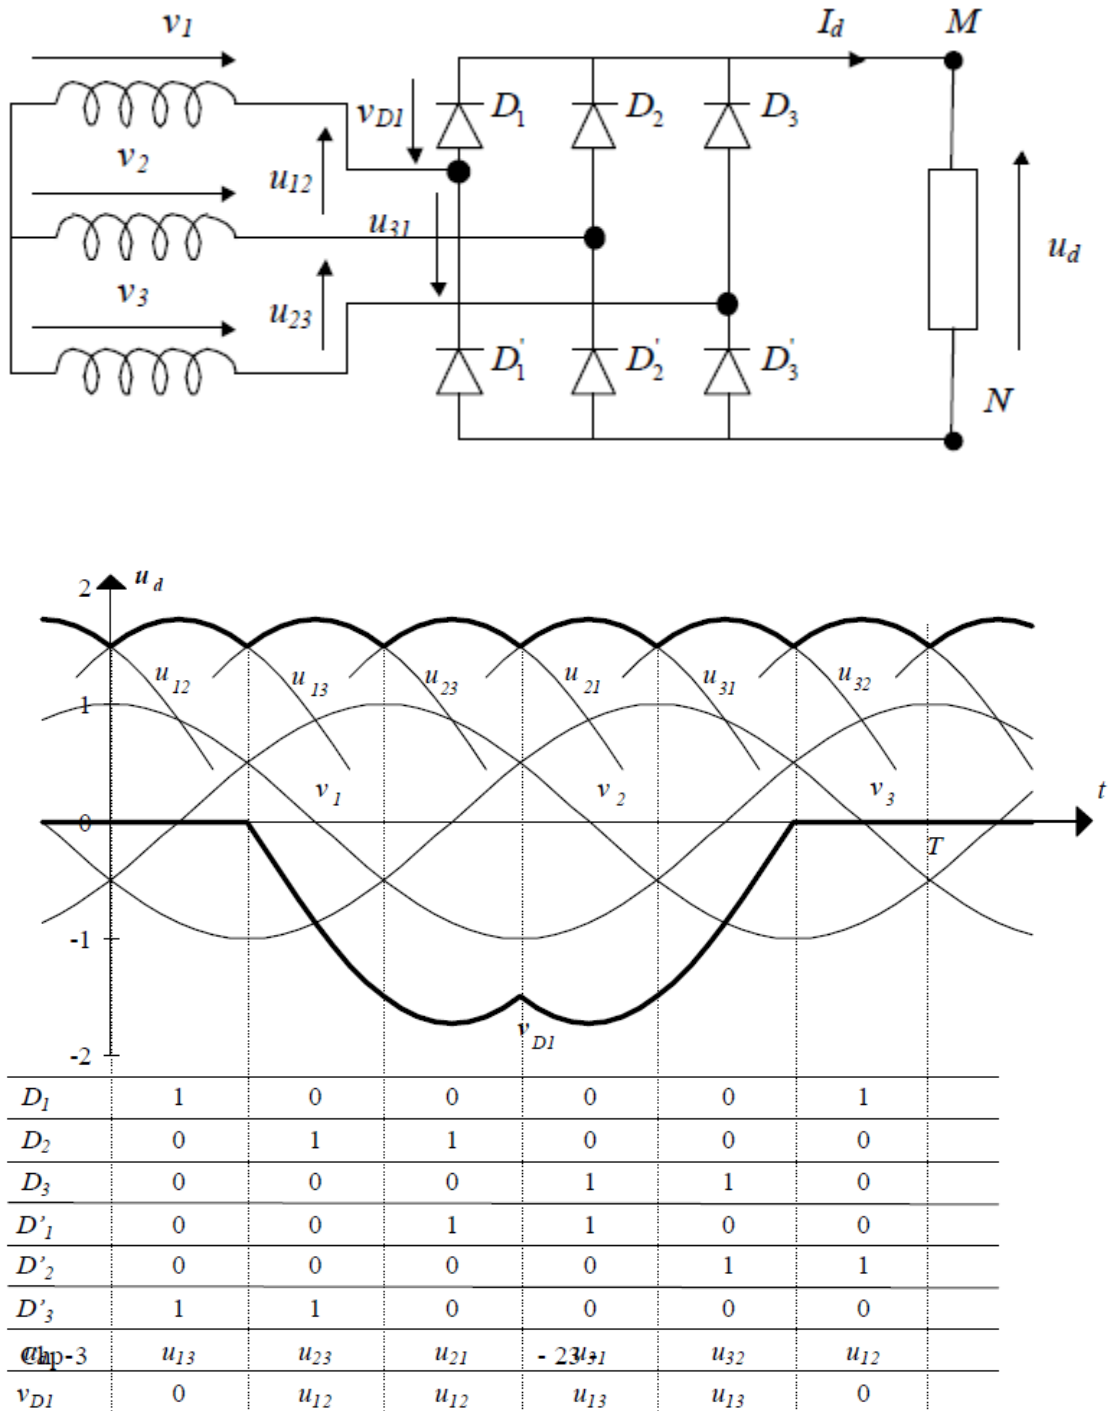 v1 Id M
vD1 D1 D2 D3
v2
u12
u31
ud
v3
u23
D'1 D'2 D'3
N
2 ud
u12 u13 u23 u21 u31 u32
1
v1 v2 v3 t
0
T
-1
vD1
-2
D1 1 0 0 0 0 1
D2 0 1 1 0 0 0
D3 0 0 0 1 1 0
D’1 0 0 1 1 0 0
D’2 0 0 0 0 1 1
D’3 1 1 0 0 0 0
Chap-3 u13 u23 u21 - 23 - u31 u32 u12
vD1 0 u12 u12 u13 u13 0